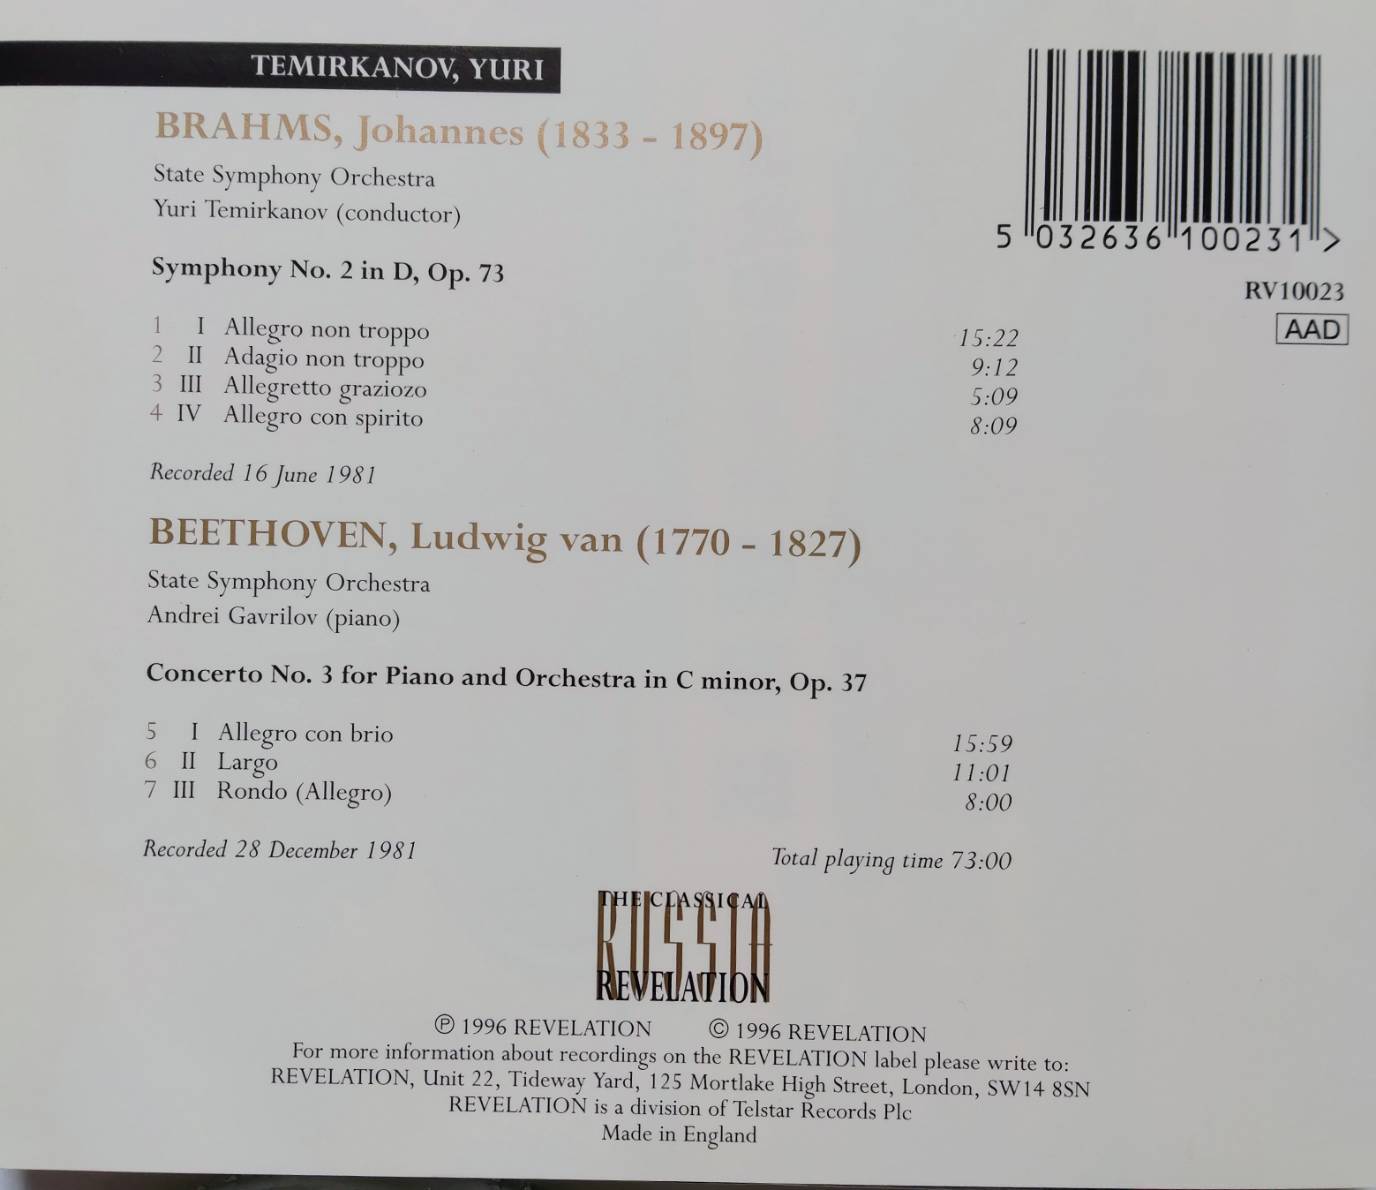 TEMIRKANOV, YURI
BRAHMS, Johannes (1833 - 1897)
State Symphony Orchestra
Yuri Temirkanov (conductor)
5 032636 100231 >
Symphony No. 2 in D, Op. 73
RV10023
AAD
1 I Allegro non troppo 15:22
2 II Adagio non troppo 9:12
3 III Allegretto graziozo 5:09
4 IV Allegro con spirito 8:09
Recorded 16 June 1981
BEETHOVEN, Ludwig van (1770 - 1827)
State Symphony Orchestra
Andrei Gavrilov (piano)
Concerto No. 3 for Piano and Orchestra in C minor, Op. 37
5 I Allegro con brio 15:59
6 II Largo 11:01
7 III Rondo (Allegro) 8:00
Recorded 28 December 1981 Total playing time 73:00
THE CLASSICAL
RUSSIA
REVELATION
℗ 1996 REVELATION © 1996 REVELATION
For more information about recordings on the REVELATION label please write to:
REVELATION, Unit 22, Tideway Yard, 125 Mortlake High Street, London, SW14 8SN
REVELATION is a division of Telstar Records Plc
Made in England